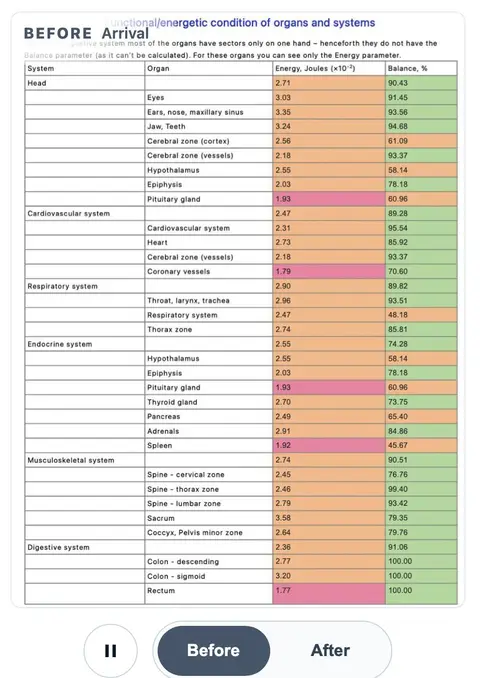 BEFORE Arrival
nctional/energetic condition of organs and systems
system most of the organs have sectors only on one hand – henceforth they do not have the
Balance parameter (as it can't be calculated). For these organs you can see only the Energy parameter.
System Organ Energy, Joules (×10⁻²) Balance, %
Head 2.71 90.43
Eyes 3.03 91.45
Ears, nose, maxillary sinus 3.35 93.56
Jaw, Teeth 3.24 94.68
Cerebral zone (cortex) 2.56 61.09
Cerebral zone (vessels) 2.18 93.37
Hypothalamus 2.55 58.14
Epiphysis 2.03 78.18
Pituitary gland 1.93 60.96
Cardiovascular system 2.47 89.28
Cardiovascular system 2.31 95.54
Heart 2.73 85.92
Cerebral zone (vessels) 2.18 93.37
Coronary vessels 1.79 70.60
Respiratory system 2.90 89.82
Throat, larynx, trachea 2.96 93.51
Respiratory system 2.47 48.18
Thorax zone 2.74 85.81
Endocrine system 2.55 74.28
Hypothalamus 2.55 58.14
Epiphysis 2.03 78.18
Pituitary gland 1.93 60.96
Thyroid gland 2.70 73.75
Pancreas 2.49 65.40
Adrenals 2.91 84.86
Spleen 1.92 45.67
Musculoskeletal system 2.74 90.51
Spine - cervical zone 2.45 76.76
Spine - thorax zone 2.46 99.40
Spine - lumbar zone 2.79 93.42
Sacrum 3.58 79.35
Coccyx, Pelvis minor zone 2.64 79.76
Digestive system 2.36 91.06
Colon - descending 2.77 100.00
Colon - sigmoid 3.20 100.00
Rectum 1.77 100.00
Before After